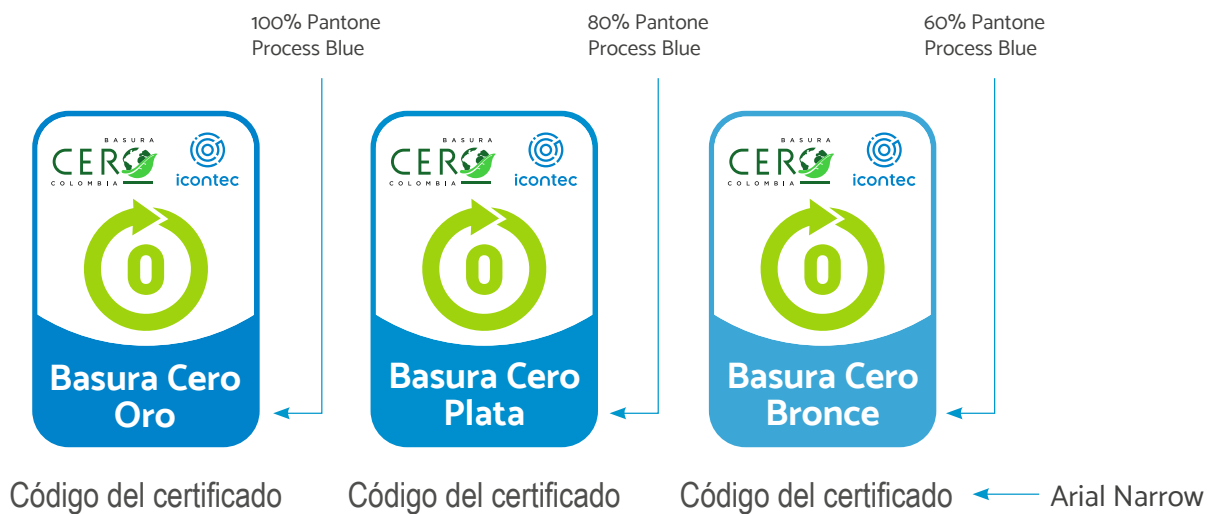 100% Pantone
Process Blue
80% Pantone
Process Blue
60% Pantone
Process Blue
BASURA
CERO
COLOMBIA
icontec
0
Basura Cero
Oro
BASURA
CERO
COLOMBIA
icontec
0
Basura Cero
Plata
BASURA
CERO
COLOMBIA
icontec
0
Basura Cero
Bronce
Código del certificado
Código del certificado
Código del certificado
Arial Narrow